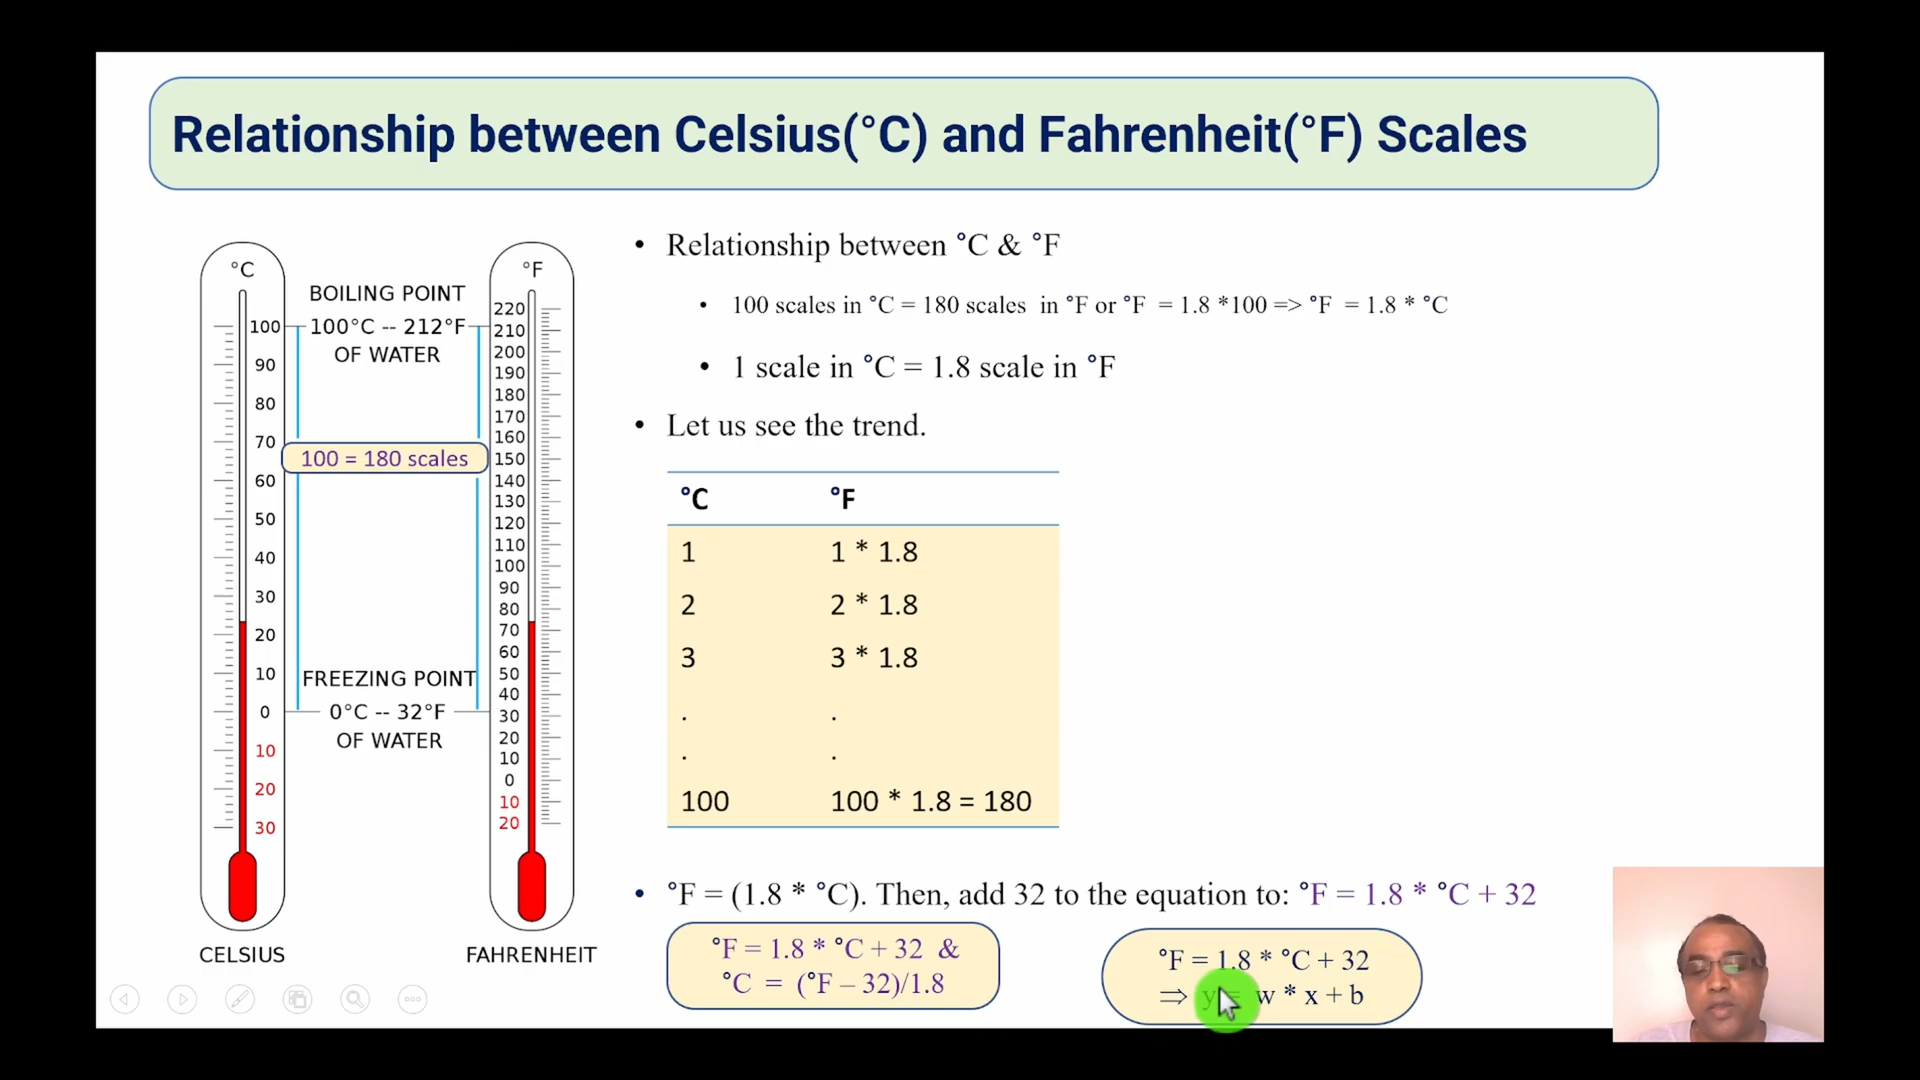 Relationship between Celsius(°C) and Fahrenheit(°F) Scales
°C
100
90
80
70
60
50
40
30
20
10
0
10
20
30
CELSIUS
BOILING POINT
100°C -- 212°F
OF WATER
100 = 180 scales
FREEZING POINT
0°C -- 32°F
OF WATER
°F
220
210
200
190
180
170
160
150
140
130
120
110
100
90
80
70
60
50
40
30
20
10
0
10
20
FAHRENHEIT
• Relationship between °C & °F
• 100 scales in °C = 180 scales in °F or °F = 1.8 *100 => °F = 1.8 * °C
• 1 scale in °C = 1.8 scale in °F
• Let us see the trend.
°C °F
1 1 * 1.8
2 2 * 1.8
3 3 * 1.8
. .
. .
100 100 * 1.8 = 180
• °F = (1.8 * °C). Then, add 32 to the equation to: °F = 1.8 * °C + 32
°F = 1.8 * °C + 32 &
°C = (°F – 32)/1.8
°F = 1.8 * °C + 32
⇒ y = w * x + b